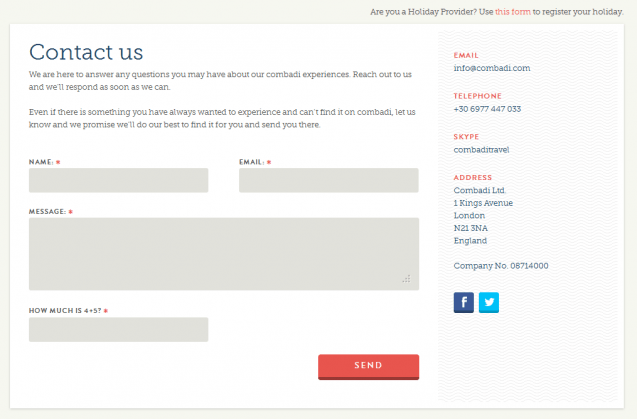 Are you a Holiday Provider? Use this form to register your holiday.
Contact us
We are here to answer any questions you may have about our combadi experiences. Reach out to us
and we'll respond as soon as we can.
Even if there is something you have always wanted to experience and can't find it on combadi, let us
know and we promise we'll do our best to find it for you and send you there.
NAME: *
EMAIL: *
MESSAGE: *
HOW MUCH IS 4+5? *
SEND
EMAIL
info@combadi.com
TELEPHONE
+30 6977 447 033
SKYPE
combaditravel
ADDRESS
Combadi Ltd.
1 Kings Avenue
London
N21 3NA
England
Company No. 08714000